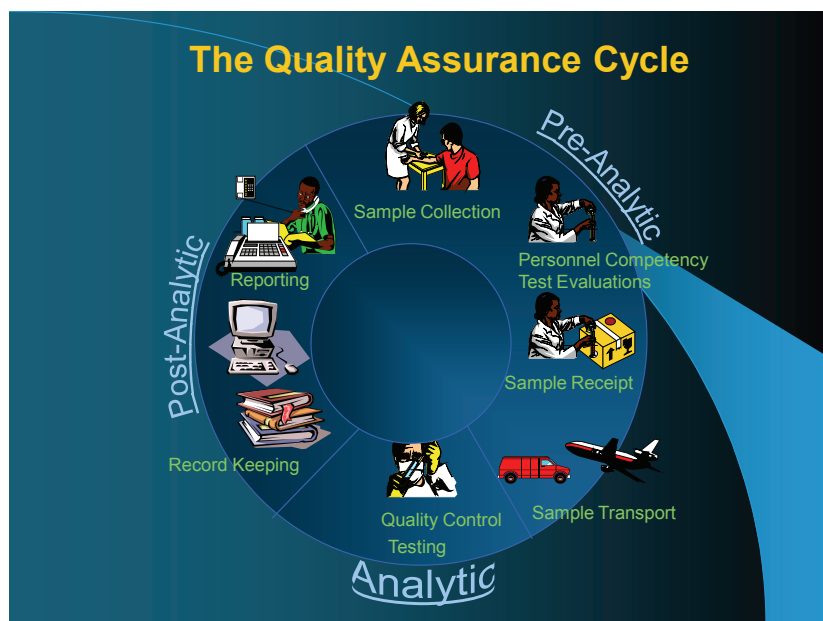 The Quality Assurance Cycle
Pre-Analytic
Sample Collection
Personnel Competency
Test Evaluations
Reporting
Post-Analytic
Sample Receipt
Record Keeping
Sample Transport
Quality Control
Testing
Analytic